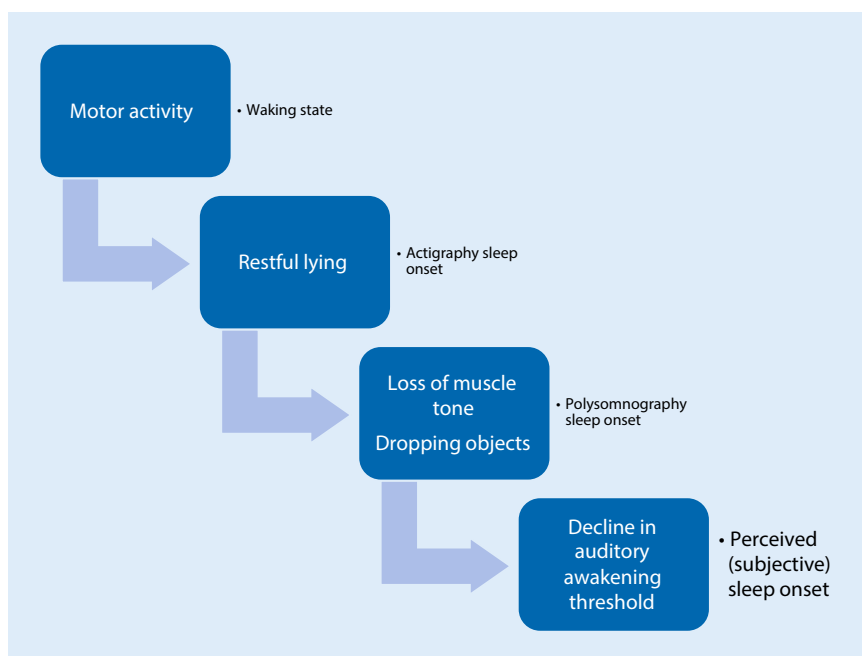 Motor activity
• Waking state
Restful lying
• Actigraphy sleep
onset
Loss of muscle
tone
Dropping objects
• Polysomnography
sleep onset
Decline in
auditory
awakening
threshold
• Perceived
(subjective)
sleep onset